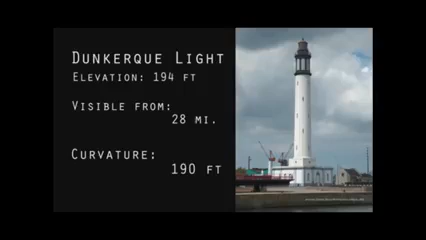 Dunkerque Light
Elevation: 194 ft
Visible from:
28 mi.
Curvature:
190 ft